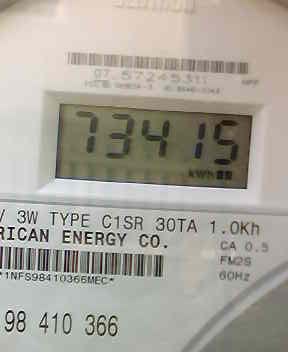 07.57245311
73415
kWh
V 3W TYPE C1SR 30TA 1.0Kh
RICAN ENERGY CO.
CA 0.5
FM2S
60Hz
*1NFS98410366MEC*
98 410 366